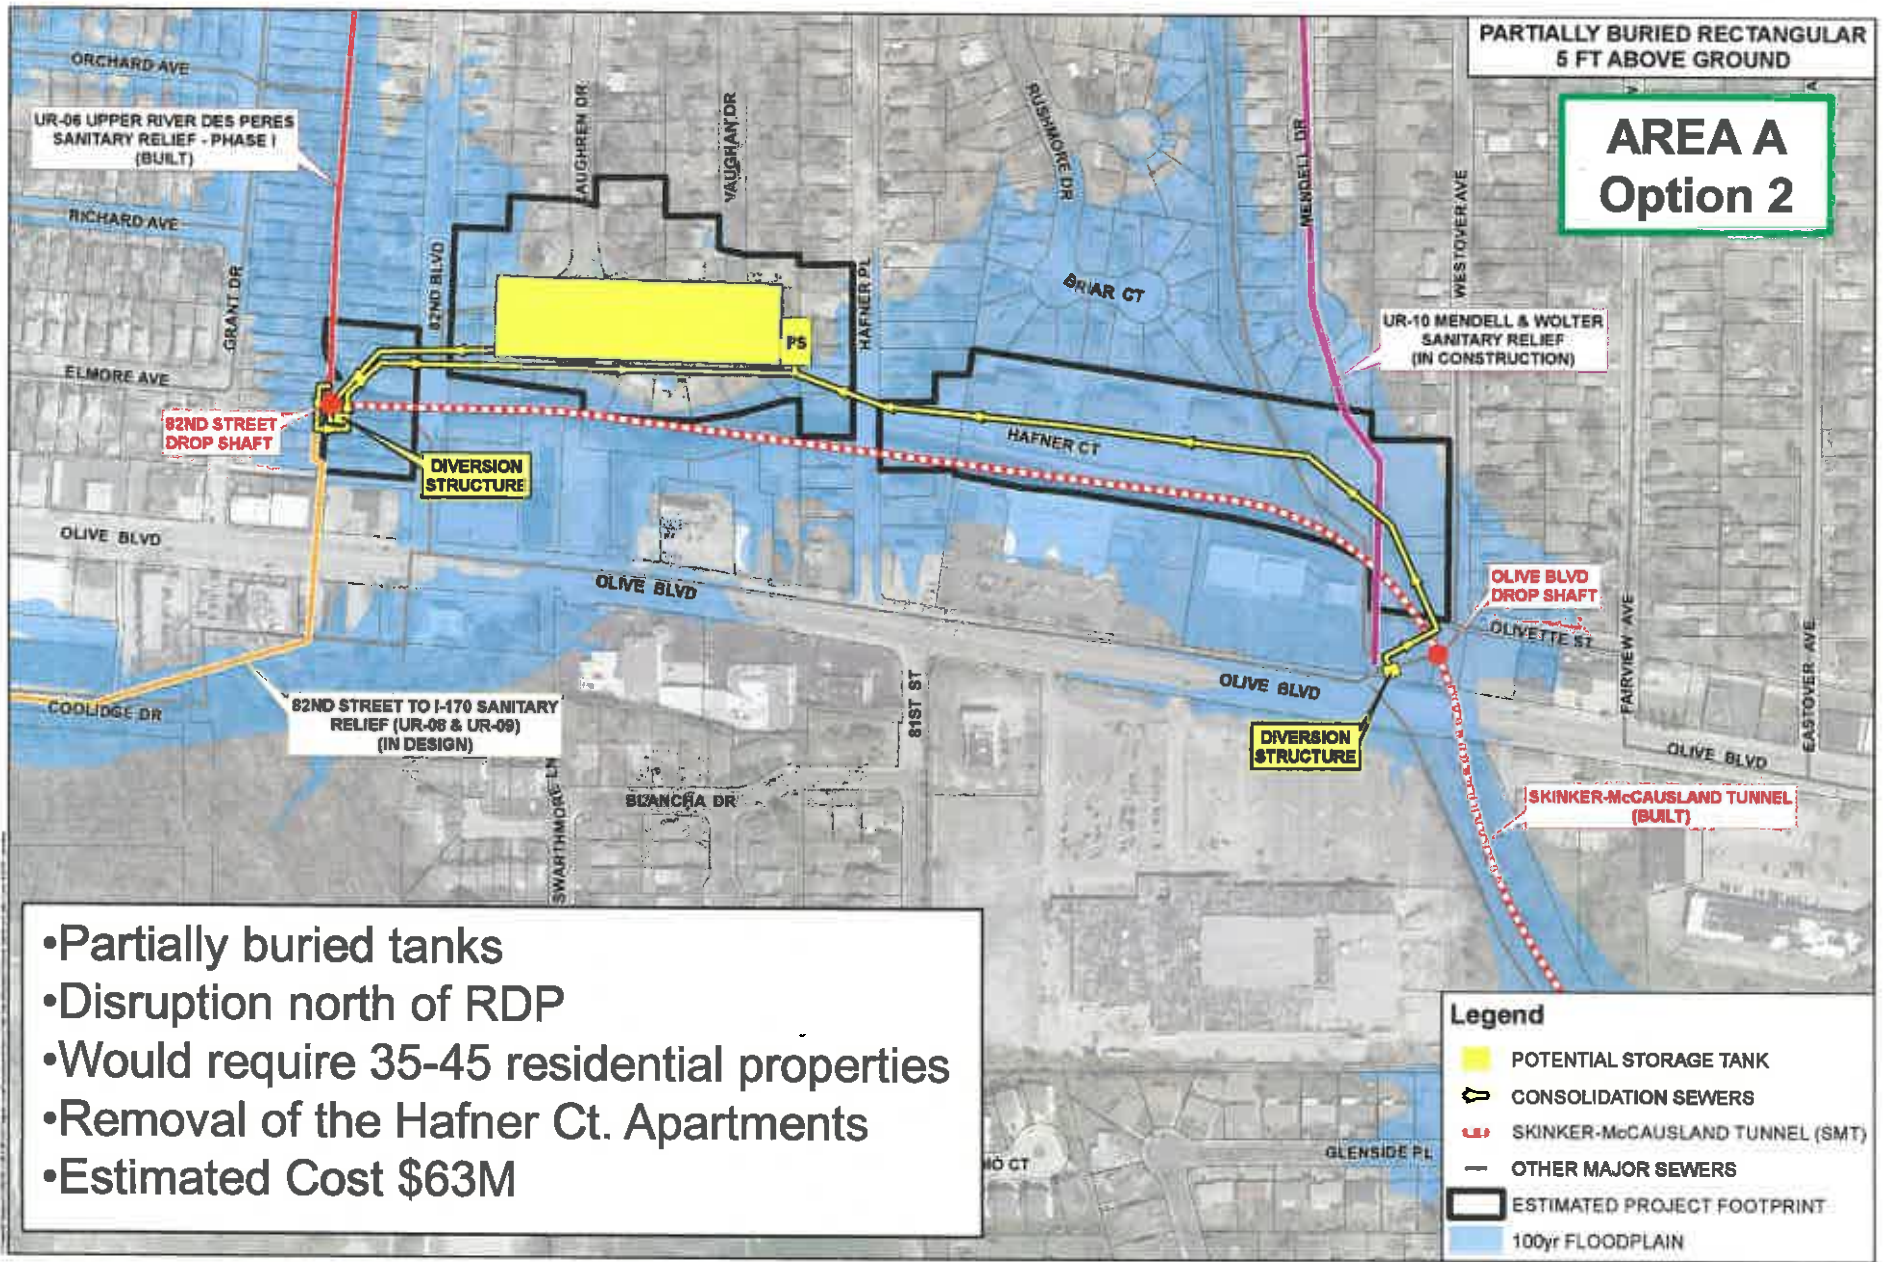 PARTIALLY BURIED RECTANGULAR
5 FT ABOVE GROUND
AREA A
Option 2
ORCHARD AVE
UR-06 UPPER RIVER DES PERES
SANITARY RELIEF - PHASE I
(BUILT)
RICHARD AVE
GRANT DR
82ND BLVD
LAUGHREN DR
VAUGHAN DR
HAFNER PL
RUSHMORE DR
BRIAR CT
MENDELL DR
WESTOVER AVE
UR-10 MENDELL & WOLTER
SANITARY RELIEF
(IN CONSTRUCTION)
PS
ELMORE AVE
82ND STREET
DROP SHAFT
DIVERSION
STRUCTURE
HAFNER CT
OLIVE BLVD
OLIVE BLVD
OLIVE BLVD
DROP SHAFT
OLIVETTE ST
FAIRVIEW AVE
EASTOVER AVE
OLIVE BLVD
OLIVE BLVD
DIVERSION
STRUCTURE
81ST ST
COOLIDGE DR
82ND STREET TO I-170 SANITARY
RELIEF (UR-08 & UR-09)
(IN DESIGN)
SWARTHMORE LN
BLANCHA DR
SKINKER-McCAUSLAND TUNNEL
(BUILT)
•Partially buried tanks
•Disruption north of RDP
•Would require 35-45 residential properties
•Removal of the Hafner Ct. Apartments
•Estimated Cost $63M
GLENSIDE PL
Legend
POTENTIAL STORAGE TANK
CONSOLIDATION SEWERS
SKINKER-McCAUSLAND TUNNEL (SMT)
OTHER MAJOR SEWERS
ESTIMATED PROJECT FOOTPRINT
100yr FLOODPLAIN